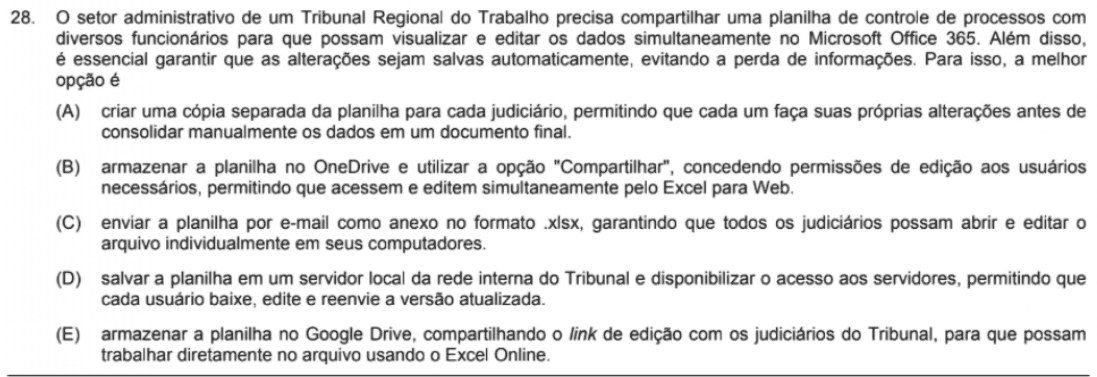 28. O setor administrativo de um Tribunal Regional do Trabalho precisa compartilhar uma planilha de controle de processos com
diversos funcionários para que possam visualizar e editar os dados simultaneamente no Microsoft Office 365. Além disso,
é essencial garantir que as alterações sejam salvas automaticamente, evitando a perda de informações. Para isso, a melhor
opção é
(A) criar uma cópia separada da planilha para cada judiciário, permitindo que cada um faça suas próprias alterações antes de
consolidar manualmente os dados em um documento final.
(B) armazenar a planilha no OneDrive e utilizar a opção "Compartilhar", concedendo permissões de edição aos usuários
necessários, permitindo que acessem e editem simultaneamente pelo Excel para Web.
(C) enviar a planilha por e-mail como anexo no formato .xlsx, garantindo que todos os judiciários possam abrir e editar o
arquivo individualmente em seus computadores.
(D) salvar a planilha em um servidor local da rede interna do Tribunal e disponibilizar o acesso aos servidores, permitindo que
cada usuário baixe, edite e reenvie a versão atualizada.
(E) armazenar a planilha no Google Drive, compartilhando o link de edição com os judiciários do Tribunal, para que possam
trabalhar diretamente no arquivo usando o Excel Online.